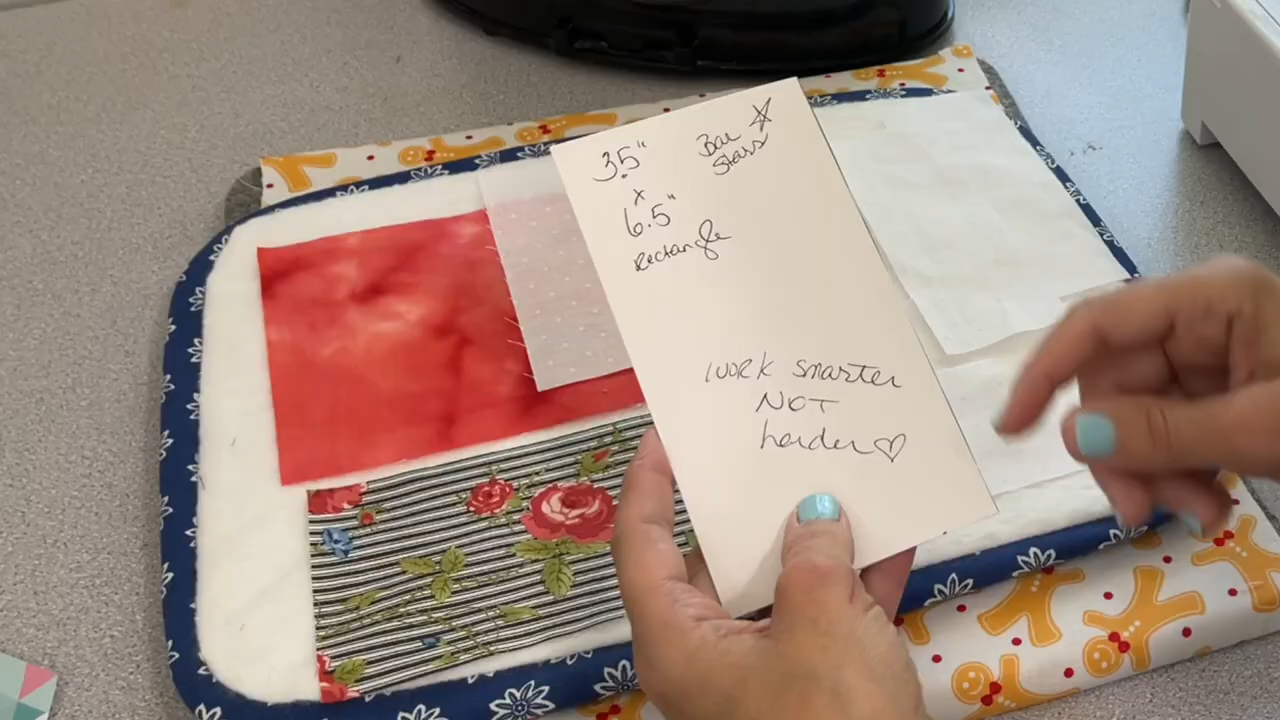 3.5"
x
6.5"
Rectangle
Bar
Stars
WORK smarter
NOT
harder